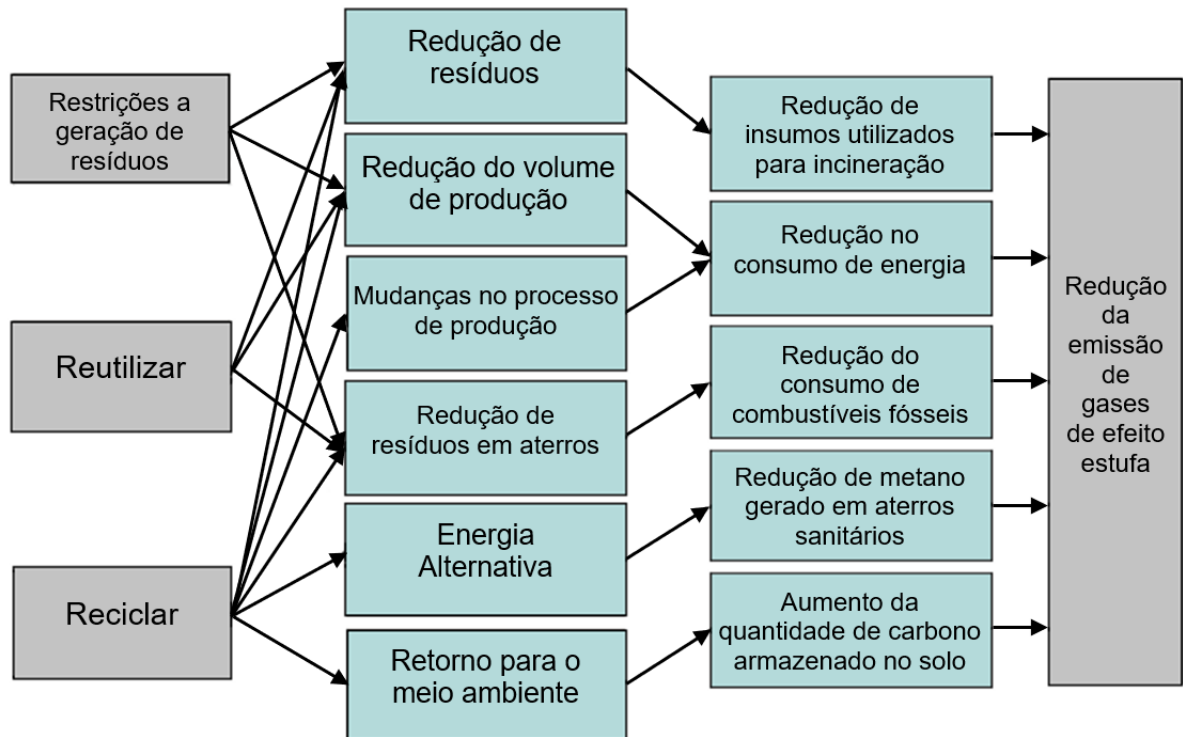 Restrições a
geração de
resíduos
Reutilizar
Reciclar
Redução de
resíduos
Redução do volume
de produção
Mudanças no processo
de produção
Redução de
resíduos em aterros
Energia
Alternativa
Retorno para o
meio ambiente
Redução de
insumos utilizados
para incineração
Redução no
consumo de energia
Redução do
consumo de
combustíveis fósseis
Redução de metano
gerado em aterros
sanitários
Aumento da
quantidade de carbono
armazenado no solo
Redução
da
emissão
de
gases
de efeito
estufa